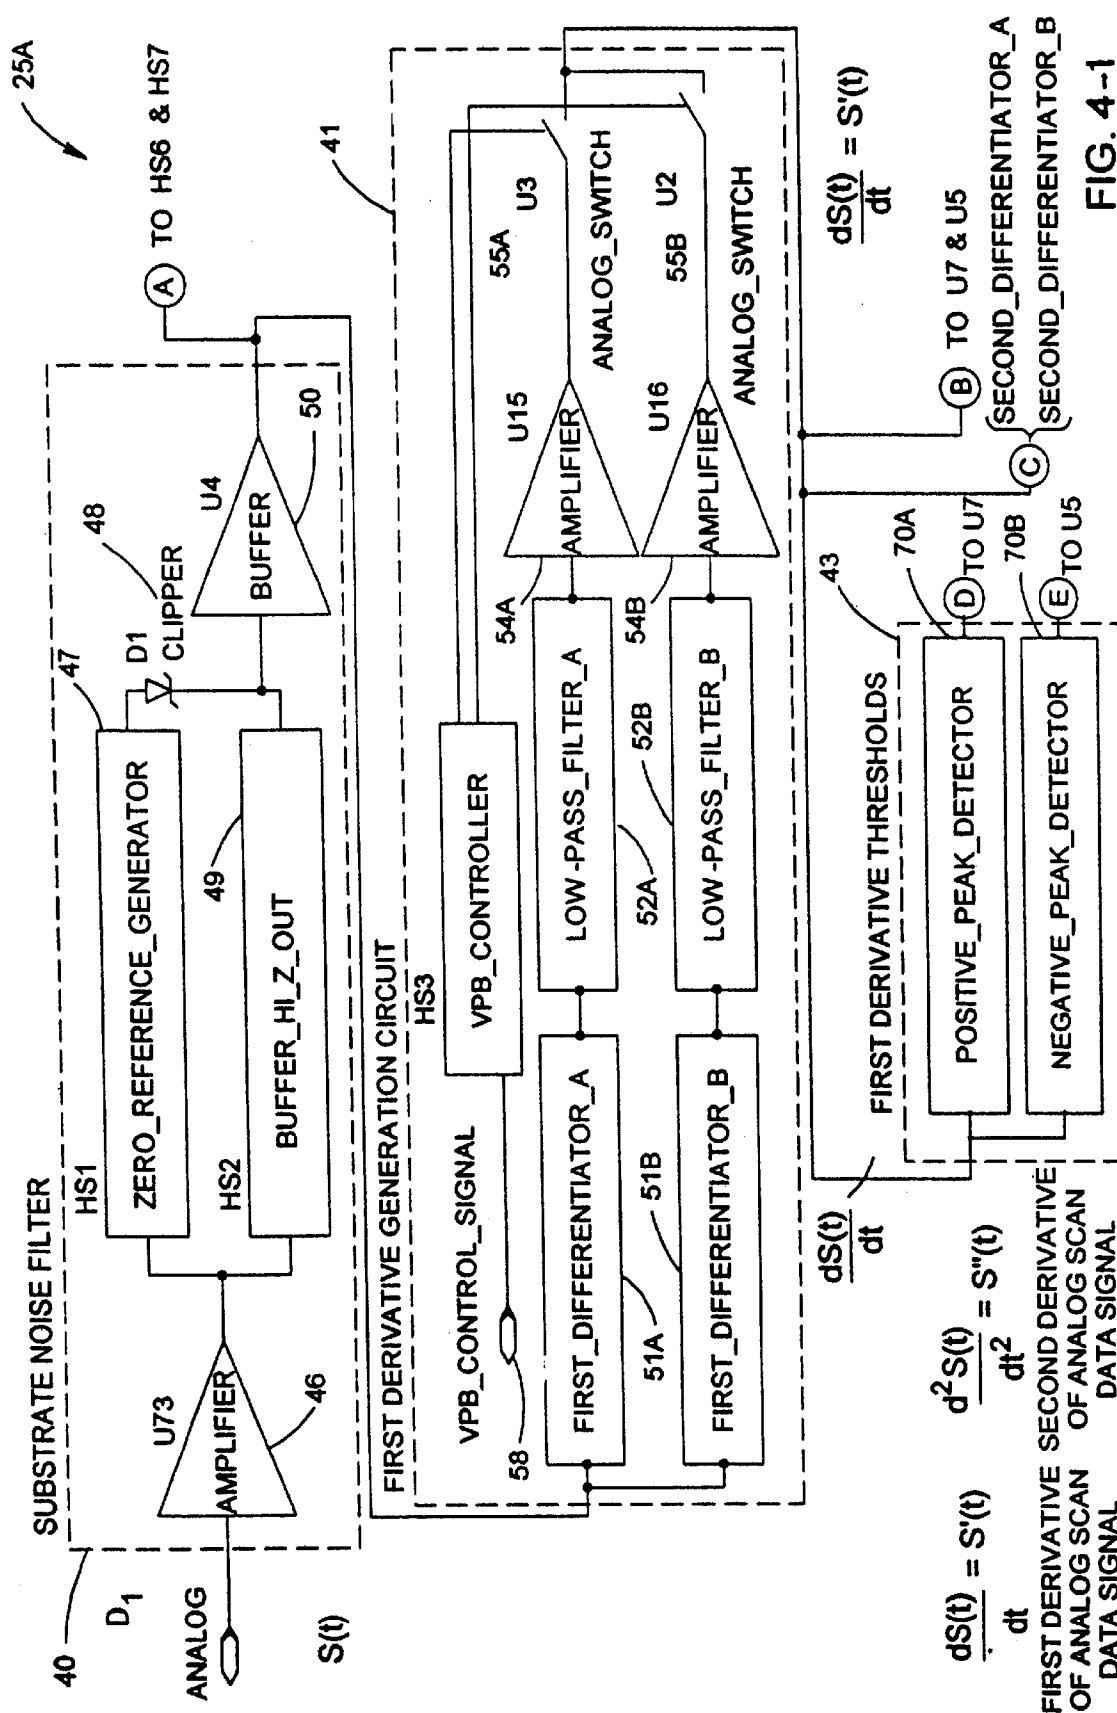 25A
SUBSTRATE NOISE FILTER
40
D1
ANALOG
S(t)
U73
AMPLIFIER
46
HS1
ZERO_REFERENCE_GENERATOR
47
HS2
BUFFER_HI_Z_OUT
49
D1
CLIPPER
48
U4
BUFFER
50
A
TO HS6 & HS7
FIRST DERIVATIVE GENERATION CIRCUIT
41
VPB_CONTROL_SIGNAL
58
HS3
VPB_CONTROLLER
FIRST_DIFFERENTIATOR_A
51A
LOW-PASS_FILTER_A
52A
54A
U15
AMPLIFIER
55A
U3
ANALOG_SWITCH
FIRST_DIFFERENTIATOR_B
51B
LOW-PASS_FILTER_B
52B
54B
U16
AMPLIFIER
55B
U2
ANALOG_SWITCH
dS(t)
dt
= S'(t)
FIRST DERIVATIVE THRESHOLDS
43
dS(t)
dt
POSITIVE_PEAK_DETECTOR
70A
D
TO U7
NEGATIVE_PEAK_DETECTOR
70B
E
TO U5
B
TO U7 & U5
C
SECOND_DIFFERENTIATOR_A
SECOND_DIFFERENTIATOR_B
dS(t)
dt
= S'(t)
FIRST DERIVATIVE
OF ANALOG SCAN
DATA SIGNAL
d2 S(t)
dt2
= S'''(t)
SECOND DERIVATIVE
OF ANALOG SCAN
DATA SIGNAL
FIG. 4-1